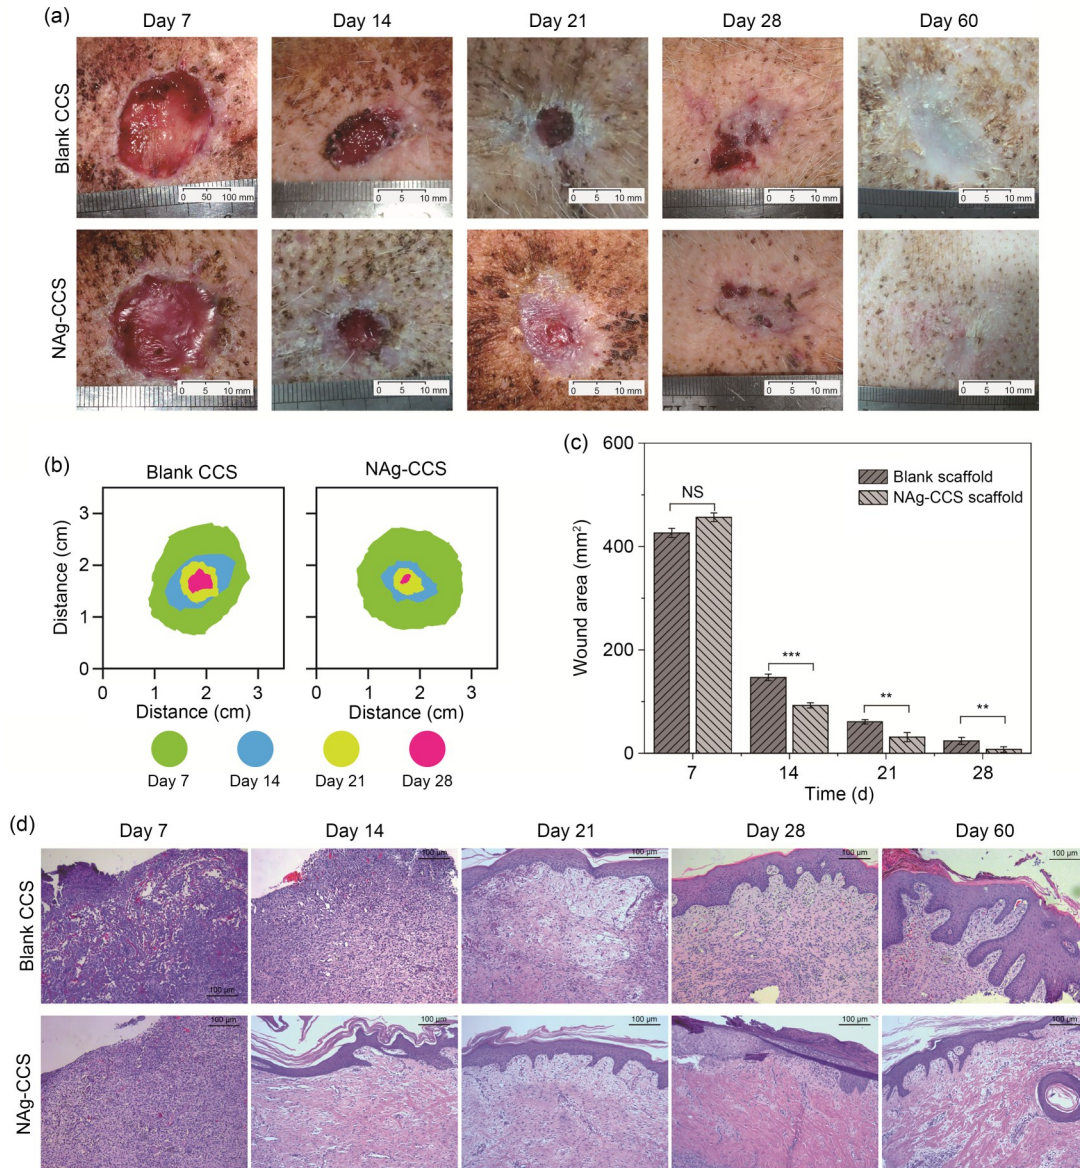 (a)
Day 7 Day 14 Day 21 Day 28 Day 60
Blank CCS
0 50 100 mm
0 5 10 mm
0 5 10 mm
0 5 10 mm
0 5 10 mm
NAg-CCS
0 5 10 mm
0 5 10 mm
0 5 10 mm
0 5 10 mm
0 5 10 mm
(b)
Blank CCS NAg-CCS
Distance (cm)
3
2
1
0
0 1 2 3
0 1 2 3
Distance (cm) Distance (cm)
Day 7 Day 14 Day 21 Day 28
(c)
Wound area (mm²)
600
400
200
0
Blank scaffold
NAg-CCS scaffold
NS
***
**
**
7 14 21 28
Time (d)
(d)
Day 7 Day 14 Day 21 Day 28 Day 60
Blank CCS
100 µm
100 µm
100 µm
100 µm
100 µm
NAg-CCS
100 µm
100 µm
100 µm
100 µm
100 µm